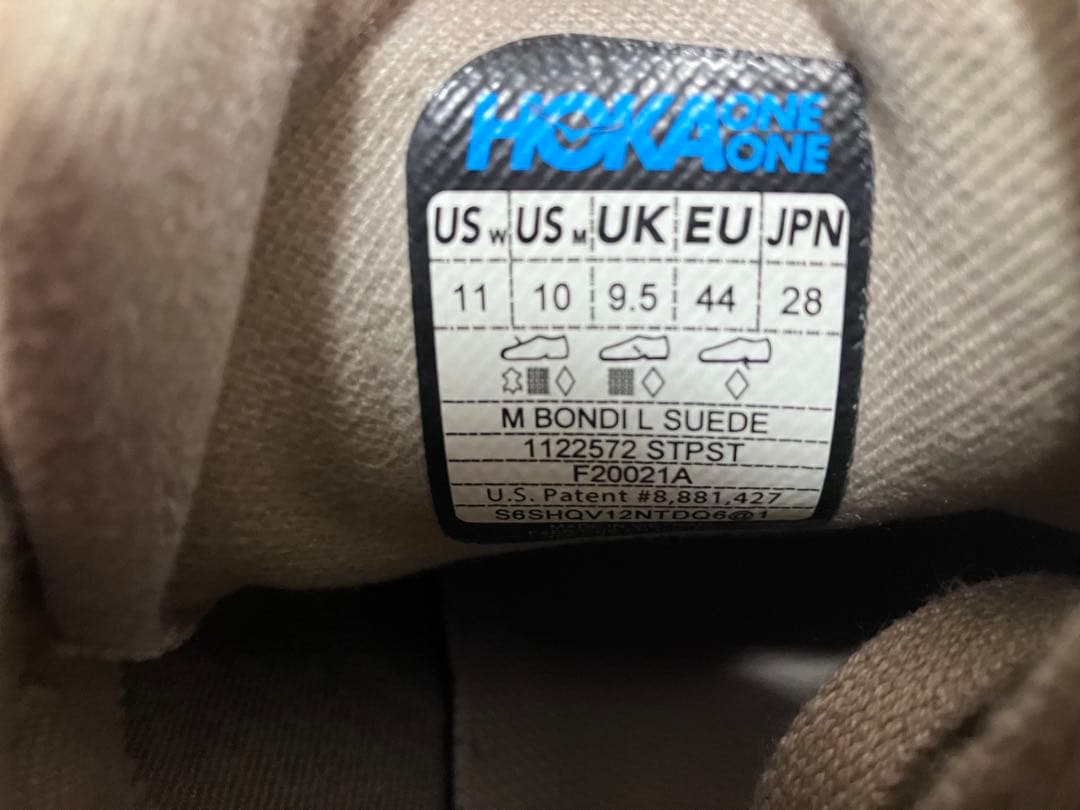 HOKA ONE ONE
US W US M UK EU JPN
11 10 9.5 44 28
M BONDI L SUEDE
1122572 STPST
F20021A
U.S. Patent #8,881,427
S6SHQV12NTDQ6@1